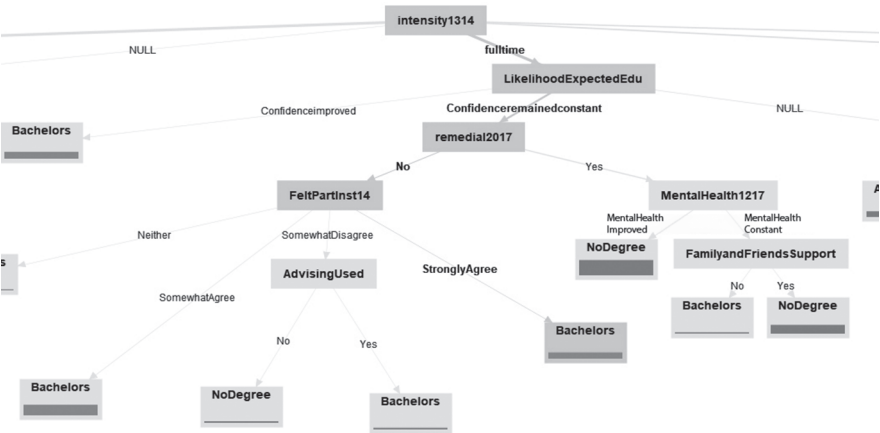 intensity1314
NULL
fulltime
LikelihoodExpectedEdu
Confidenceimproved
Confidenceremainedconstant
NULL
Bachelors
remedial2017
No
Yes
FeltPartInst14
MentalHealth1217
A
Neither
SomewhatDisagree
MentalHealth
Improved
MentalHealth
Constant
NoDegree
FamilyandFriendsSupport
s
AdvisingUsed
StronglyAgree
SomewhatAgree
No
Yes
Bachelors
NoDegree
Bachelors
No
Yes
Bachelors
NoDegree
Bachelors